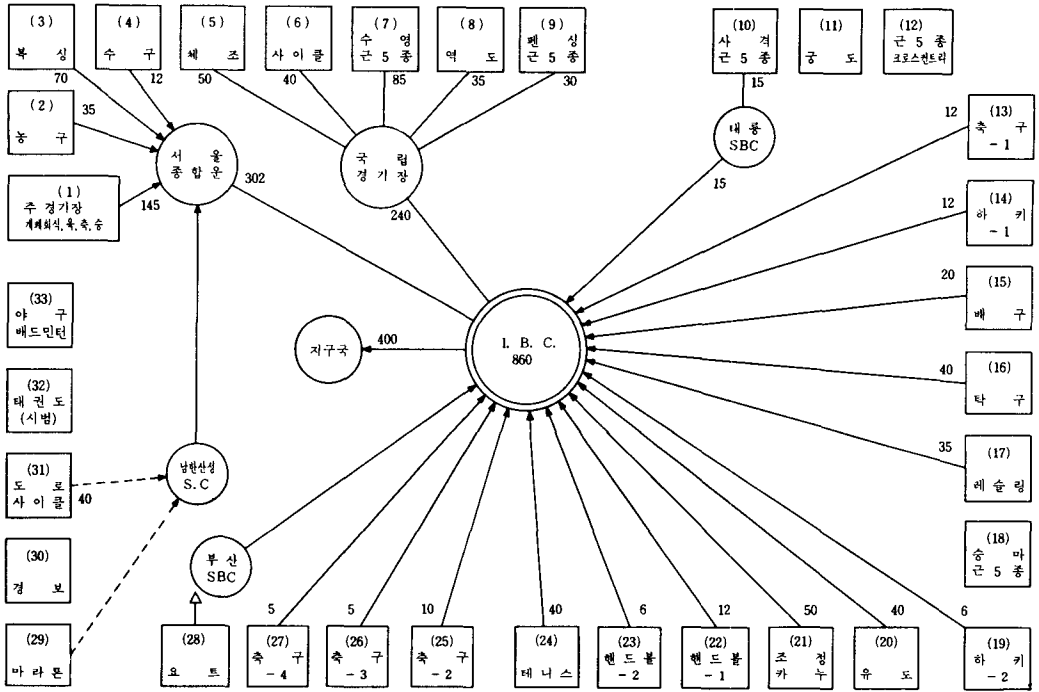 (3)
복 싱
70
(4)
수 구
12
(5)
체 조
50
(6)
사 이 클
40
(7)
수 영
근 5 종
85
(8)
역 도
35
(9)
펜 싱
근 5 종
30
(10)
사 격
근 5 종
15
(11)
궁 도
(12)
근 5 종
크로스컨트리
(2)
농 구
35
서 울
종 합 운
302
국 립
경 기 장
240
태 릉
SBC
15
12
(13)
축 구
- 1
(1)
주 경기장
개폐회식, 육, 축, 승
145
12
(14)
하 키
- 1
20
(15)
배 구
(33)
야 구
배드민턴
지구국
400
I. B. C.
860
40
(16)
탁 구
(32)
태 권 도
(시범)
35
(17)
레 슬 링
(31)
도 로
사 이 클
40
남한산성
S.C
(18)
승 마
근 5 종
(30)
경 보
부 산
SBC
(29)
마 라 톤
(28)
요 트
5
(27)
축 구
- 4
5
(26)
축 구
- 3
10
(25)
축 구
- 2
40
(24)
테 니 스
6
(23)
핸 드 볼
- 2
12
(22)
핸 드 볼
- 1
50
(21)
조 정
카 누
40
(20)
유 도
6
(19)
하 키
- 2